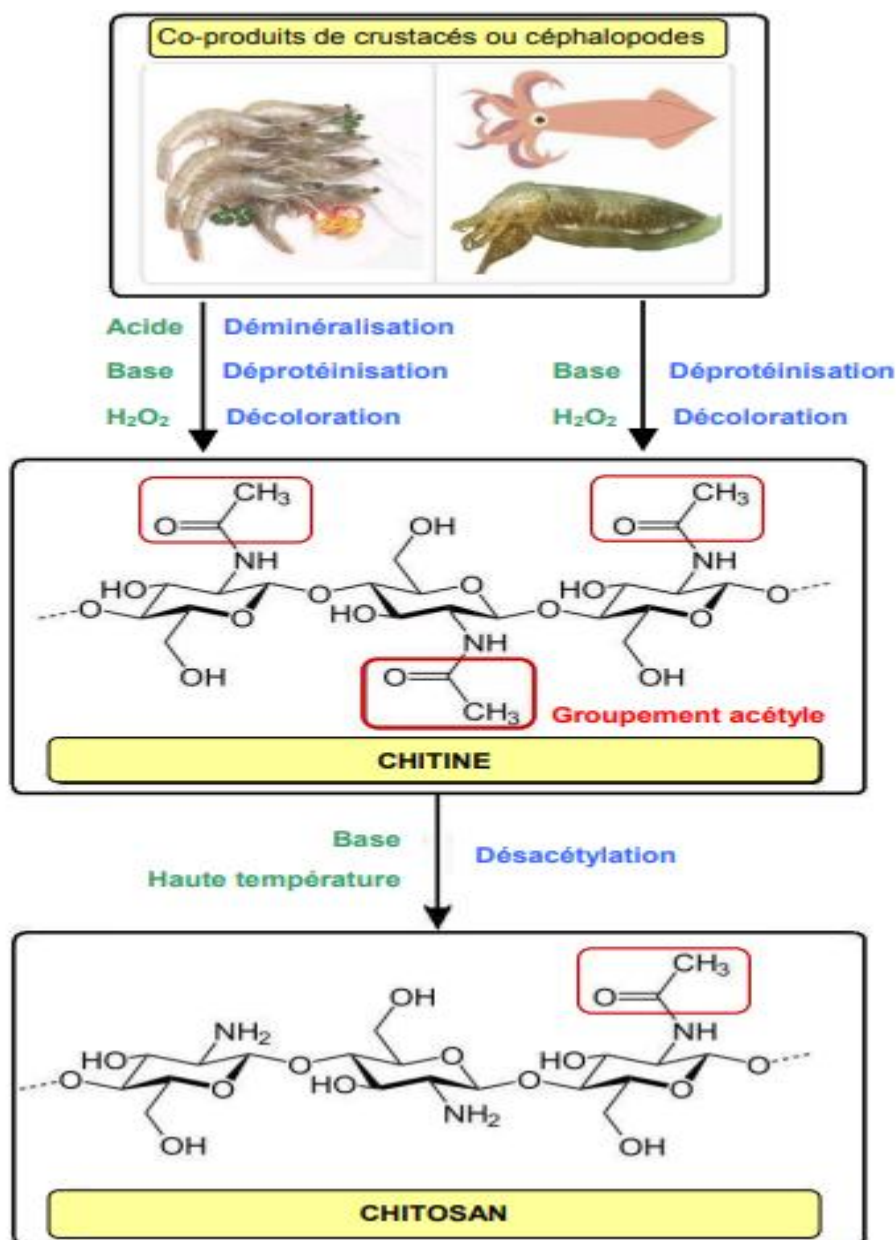 Co-produits de crustacés ou céphalopodes
Acide Déminéralisation
Base Déprotéinisation
H₂O₂ Décoloration
Base Déprotéinisation
H₂O₂ Décoloration
CH₃
O
NH
HO
O
O
OH
O
OH
O
HO
NH
O
CH₃
O
CH₃
O
NH
HO
O
O
OH
Groupement acétyle
CHITINE
Base
Haute température
Désacétylation
NH₂
HO
O
O
OH
O
OH
O
HO
NH₂
O
CH₃
O
NH
HO
O
O
OH
CHITOSAN